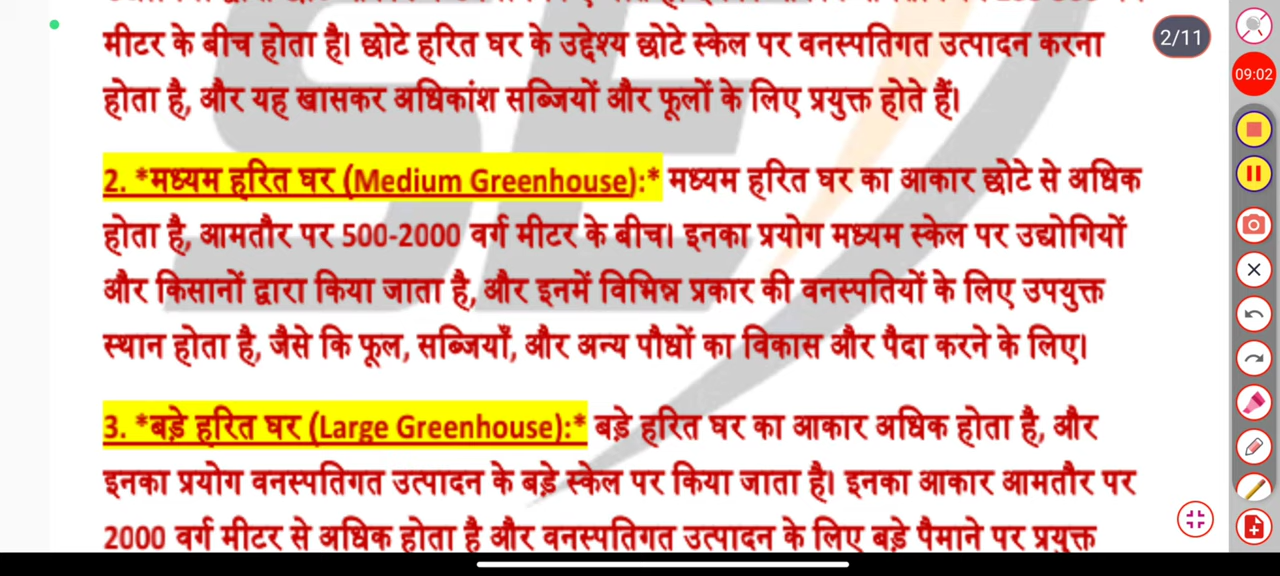 मीटर के बीच होता है। छोटे हरित घर के उद्देश्य छोटे स्केल पर वनस्पतिगत उत्पादन करना
होता है, और यह खासकर अधिकांश सब्जियों और फूलों के लिए प्रयुक्त होते हैं।
2. *मध्यम हरित घर (Medium Greenhouse):* मध्यम हरित घर का आकार छोटे से अधिक
होता है, आमतौर पर 500-2000 वर्ग मीटर के बीच। इनका प्रयोग मध्यम स्केल पर उद्योगियों
और किसानों द्वारा किया जाता है, और इनमें विभिन्न प्रकार की वनस्पतियों के लिए उपयुक्त
स्थान होता है, जैसे कि फूल, सब्जियाँ, और अन्य पौधों का विकास और पैदा करने के लिए।
3. *बड़े हरित घर (Large Greenhouse):* बड़े हरित घर का आकार अधिक होता है, और
इनका प्रयोग वनस्पतिगत उत्पादन के बड़े स्केल पर किया जाता है। इनका आकार आमतौर पर
2000 वर्ग मीटर से अधिक होता है और वनस्पतिगत उत्पादन के लिए बड़े पैमाने पर प्रयुक्त
2/11
09:02